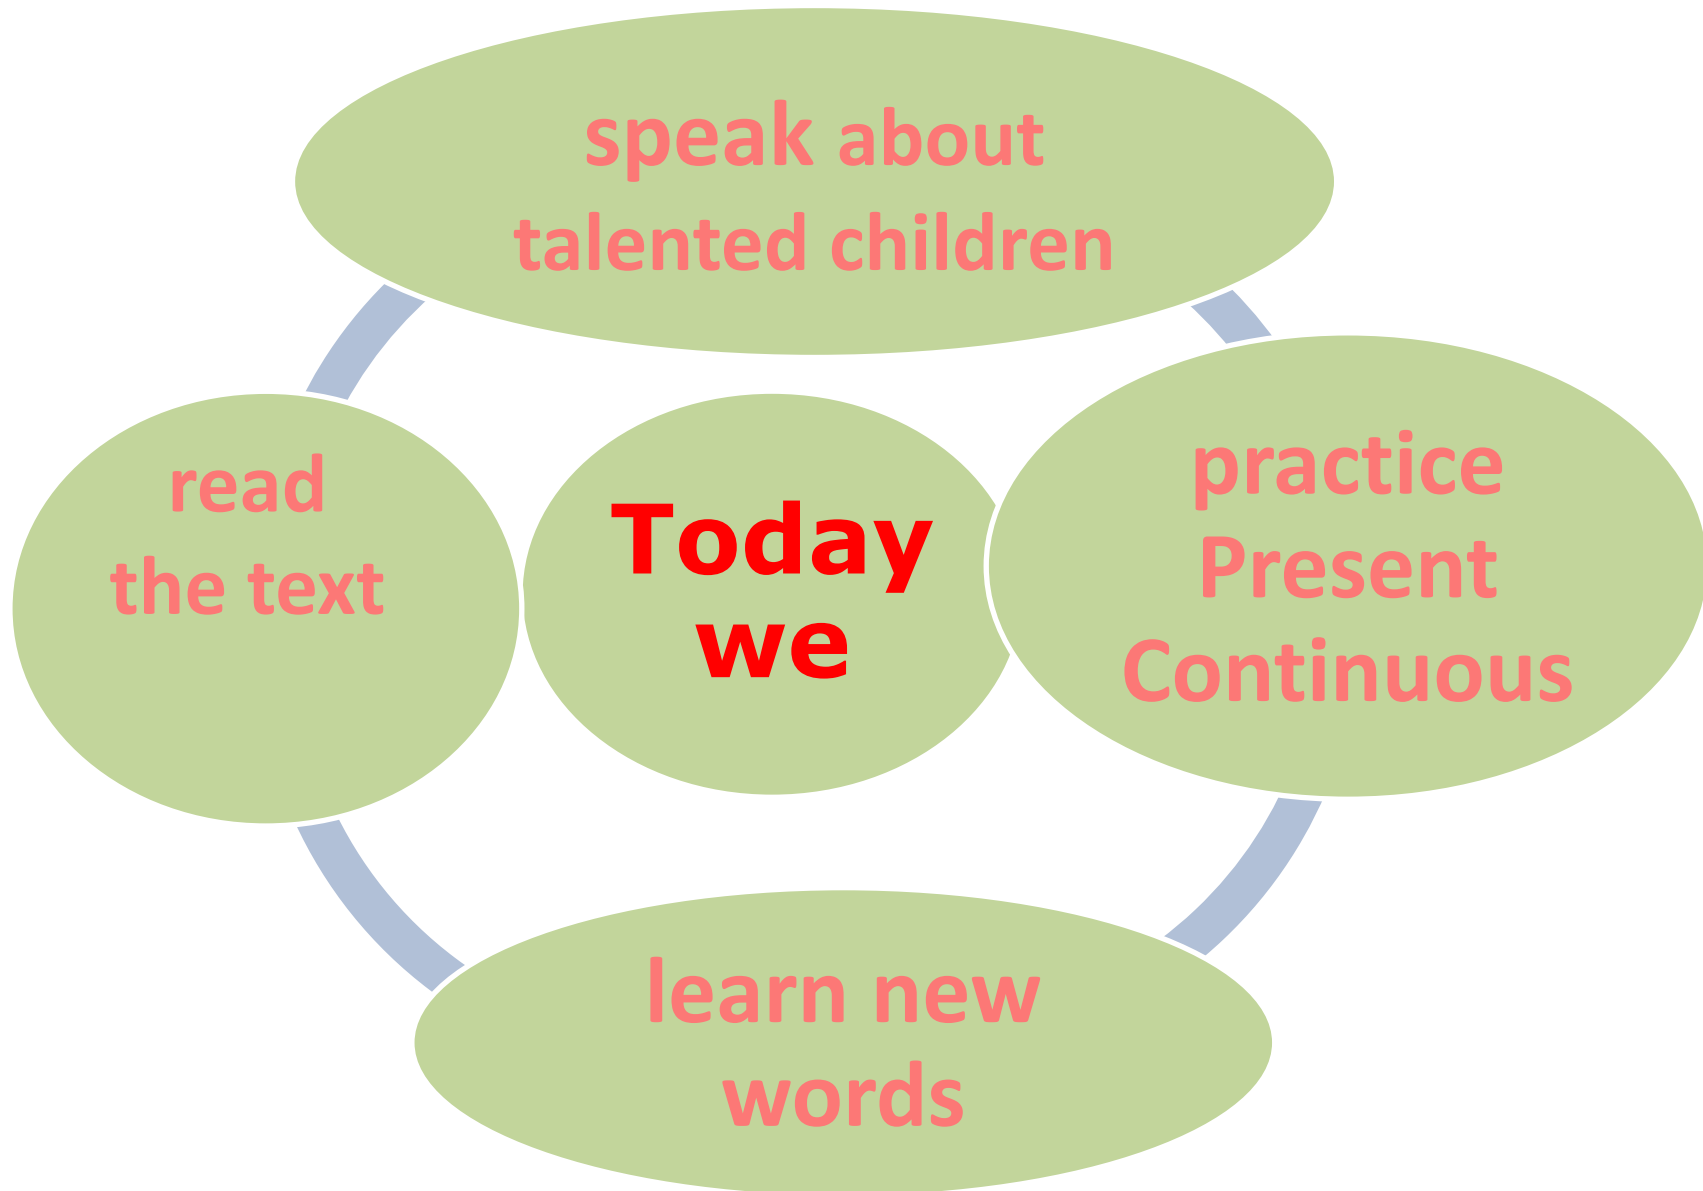 speak about
talented children
read
the text
Today
we
practice
Present
Continuous
learn new
words